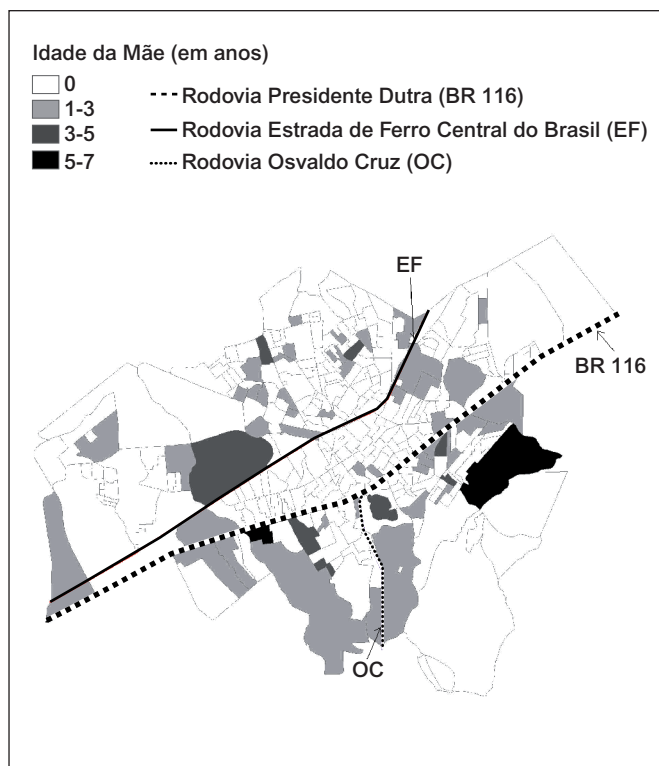 Idade da Mãe (em anos)
0
1-3
3-5
5-7
Rodovia Presidente Dutra (BR 116)
Rodovia Estrada de Ferro Central do Brasil (EF)
Rodovia Osvaldo Cruz (OC)
EF
BR 116
OC